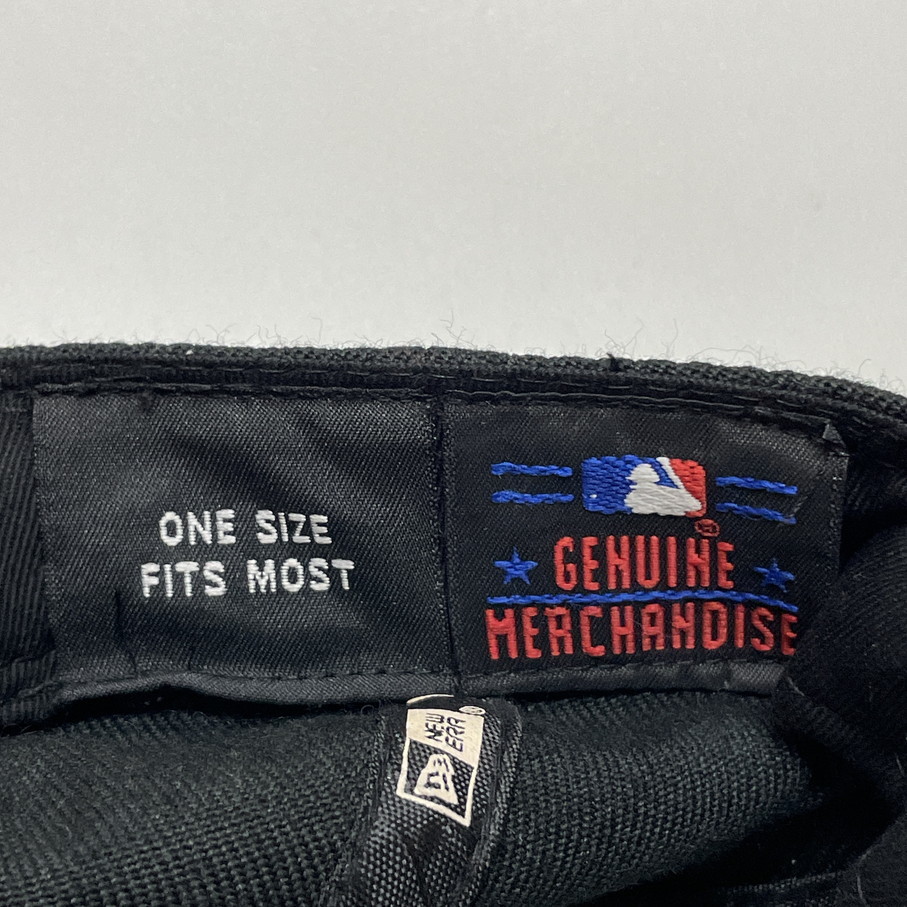 ONE SIZE
FITS MOST
GENUINE
MERCHANDISE
NEW
ERA